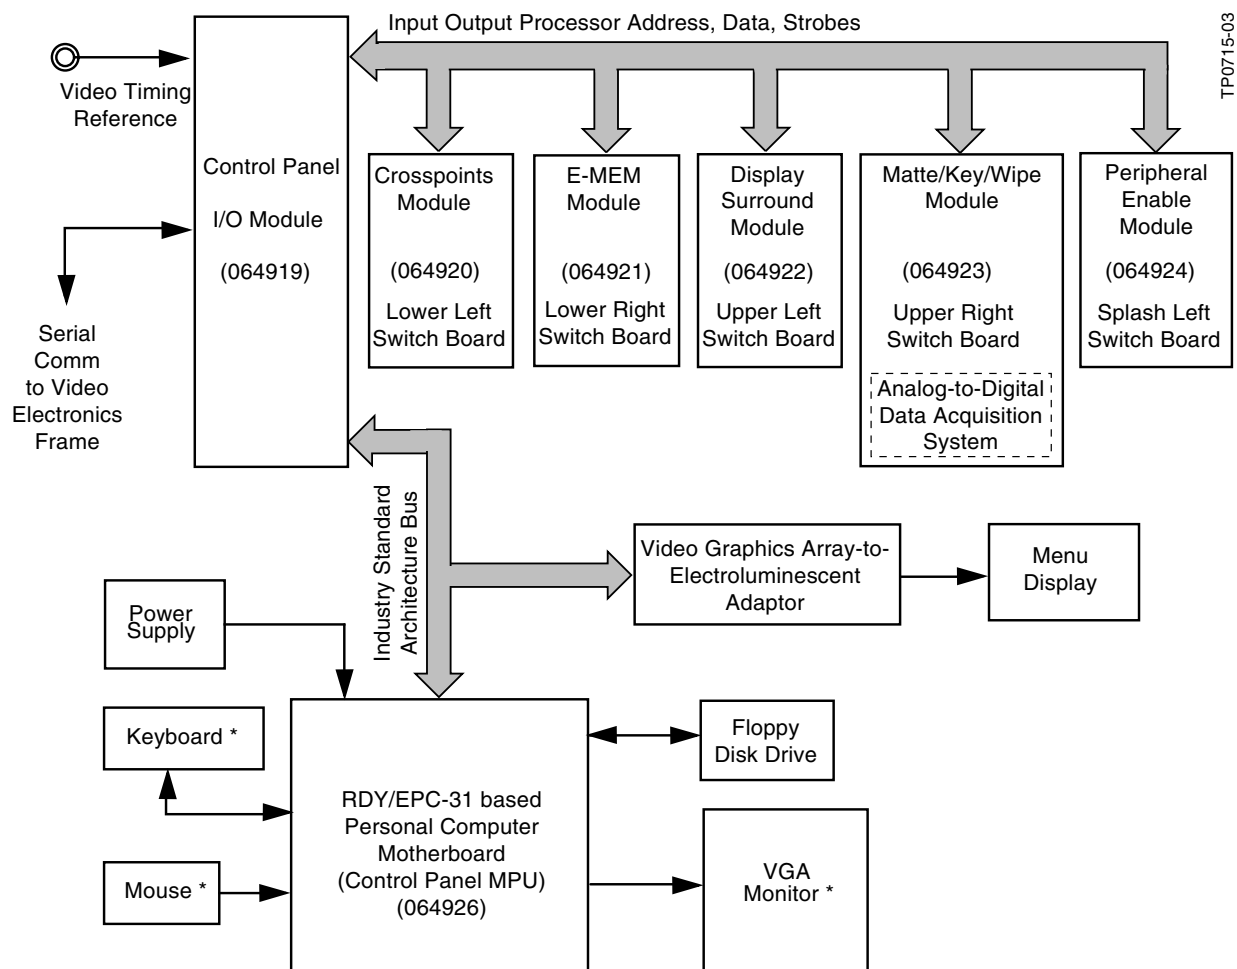 Input Output Processor Address, Data, Strobes
TP0715-03
Video Timing
Reference
Control Panel
I/O Module
(064919)
Crosspoints
Module
(064920)
Lower Left
Switch Board
E-MEM
Module
(064921)
Lower Right
Switch Board
Display
Surround
Module
(064922)
Upper Left
Switch Board
Matte/Key/Wipe
Module
(064923)
Upper Right
Switch Board
Analog-to-Digital
Data Acquisition
System
Peripheral
Enable
Module
(064924)
Splash Left
Switch Board
Serial
Comm
to Video
Electronics
Frame
Industry Standard
Architecture Bus
Video Graphics Array-to-
Electroluminescent
Adaptor
Menu
Display
Power
Supply
Keyboard *
Mouse *
RDY/EPC-31 based
Personal Computer
Motherboard
(Control Panel MPU)
(064926)
Floppy
Disk Drive
VGA
Monitor *